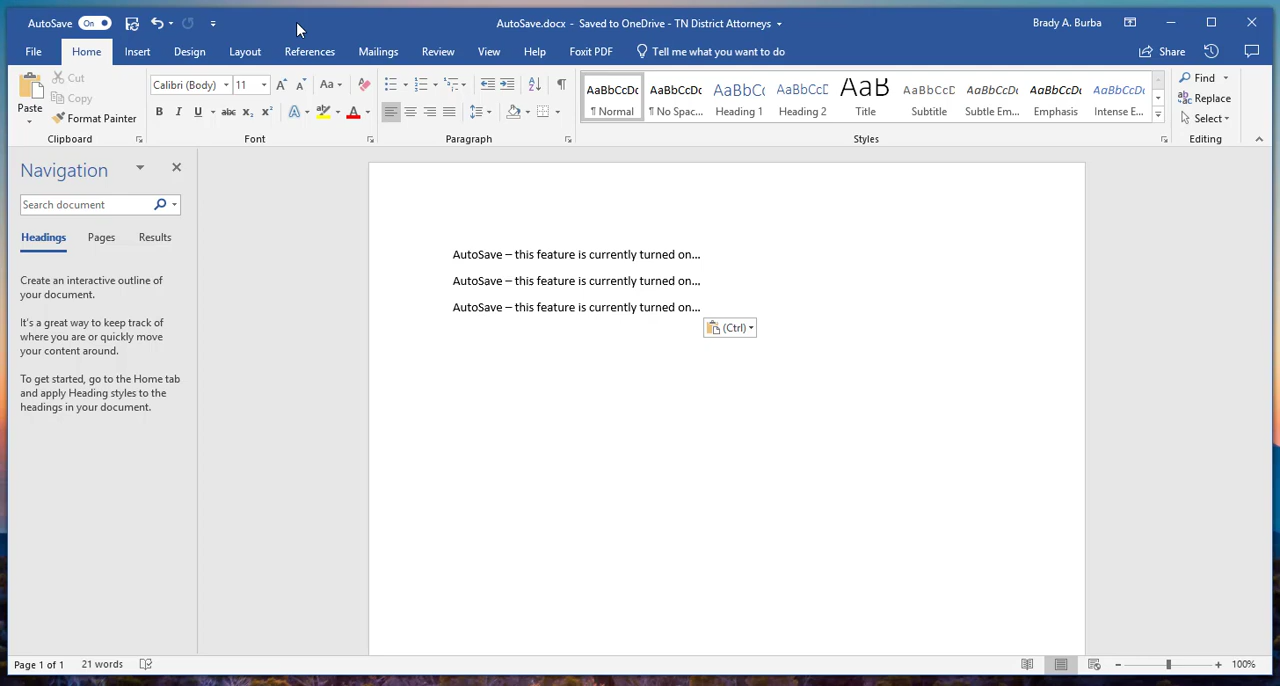 AutoSave On AutoSave.docx - Saved to OneDrive - TN District Attorneys Brady A. Burba
File Home Insert Design Layout References Mailings Review View Help Foxit PDF Tell me what you want to do Share
Paste
Cut
Copy
Format Painter
Clipboard
Calibri (Body) 11
Aa
B I U abc x₂ x² A A
Font
Paragraph
AaBbCcDc AaBbCcDc AaBbCc AaBbCcD AaB AaBbCcD AaBbCcDc AaBbCcDc AaBbCcDc
¶ Normal ¶ No Spac... Heading 1 Heading 2 Title Subtitle Subtle Em... Emphasis Intense E...
Styles
Find
Replace
Select
Editing
Navigation
Search document
Headings Pages Results
Create an interactive outline of
your document.
It's a great way to keep track of
where you are or quickly move
your content around.
To get started, go to the Home tab
and apply Heading styles to the
headings in your document.
AutoSave – this feature is currently turned on...
AutoSave – this feature is currently turned on...
AutoSave – this feature is currently turned on...
(Ctrl)
Page 1 of 1 21 words 100%